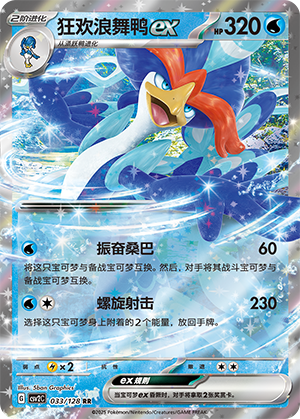 2阶进化
狂欢浪舞鸭ex
HP 320
从涌跃鸭进化
振奋桑巴 60
将这只宝可梦与备战宝可梦互换。然后,对手将其战斗宝可梦与备战宝可梦互换。
螺旋射击 230
选择这只宝可梦身上附着的2个能量,放回手牌。
弱点 ×2 抗性 撤退
Illus. 5ban Graphics
ex规则
当宝可梦ex昏厥时,对手将拿取2张奖赏卡。
G CSV2C 033/128 RR
©2025 Pokémon/Nintendo/Creatures/GAME FREAK